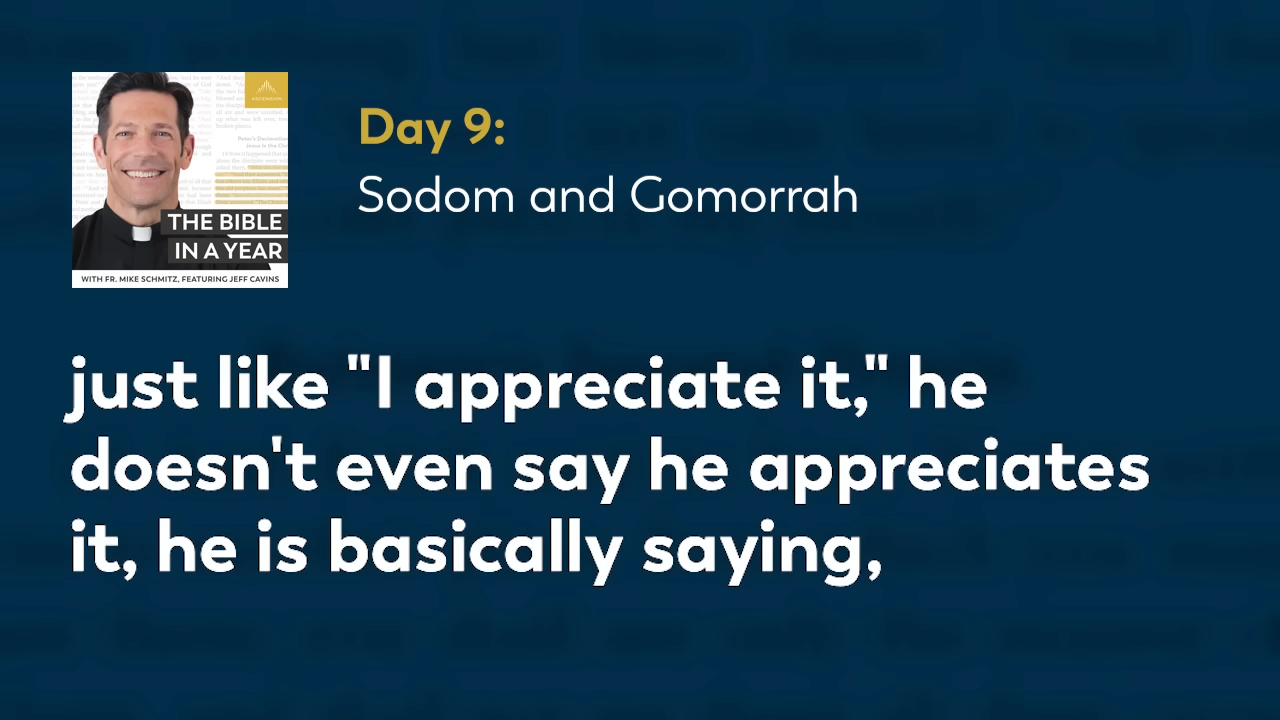 Day 9:
Sodom and Gomorrah
ASCENSION
THE BIBLE
IN A YEAR
WITH FR. MIKE SCHMITZ, FEATURING JEFF CAVINS
just like "I appreciate it," he
doesn't even say he appreciates
it, he is basically saying,